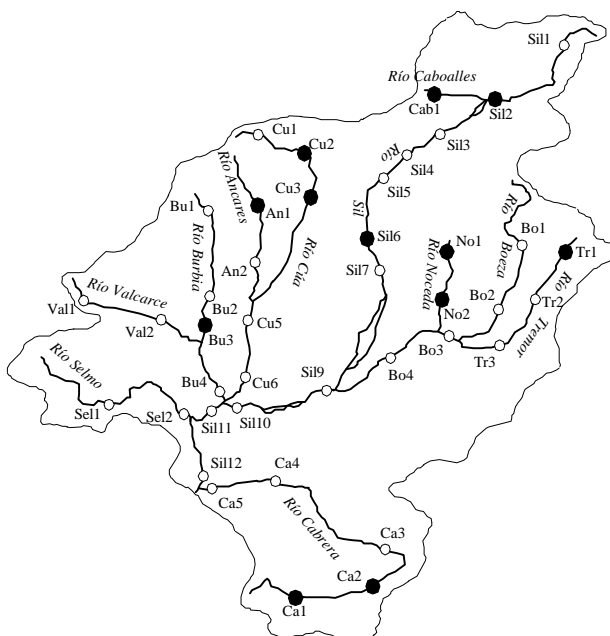 Sil1
Río Caboalles
Cab1
Sil2
Cu1
Sil3
Cu2
Río
Sil4
Río Ancares
Sil5
Cu3
Río
Bu1
An1
Sil
Sil6
No1
Bo1
Tr1
Río Burbia
Río Cúa
Río Noceda
Boeza
Río
An2
Sil7
Río Valcarce
Bu2
No2
Bo2
Tr2
Val1
Val2
Bu3
Cu5
Tremor
Bo3
Tr3
Río Selmo
Bu4
Cu6
Sil9
Bo4
Sel1
Sel2
Sil11
Sil10
Sil12
Ca4
Ca5
Río Cabrera
Ca3
Ca2
Ca1